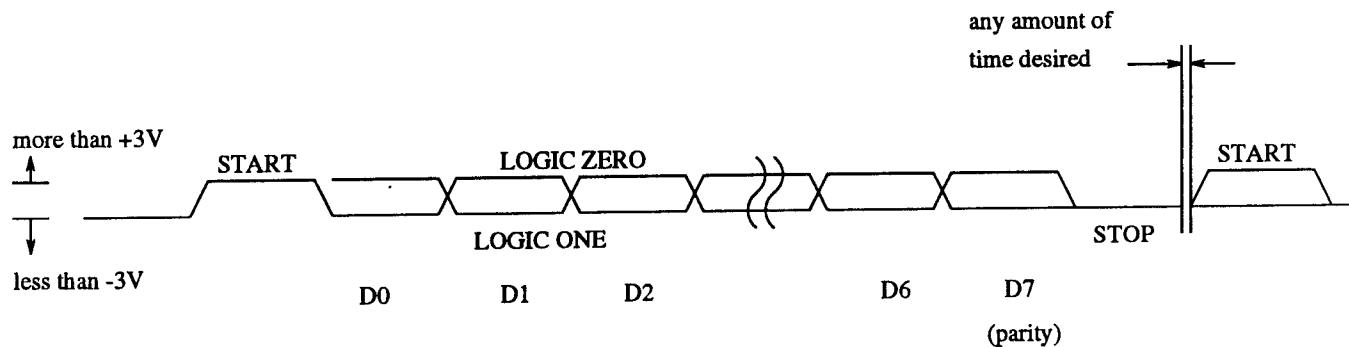 any amount of
time desired
more than +3V
START
LOGIC ZERO
START
LOGIC ONE
STOP
less than -3V
D0
D1
D2
D6
D7
(parity)